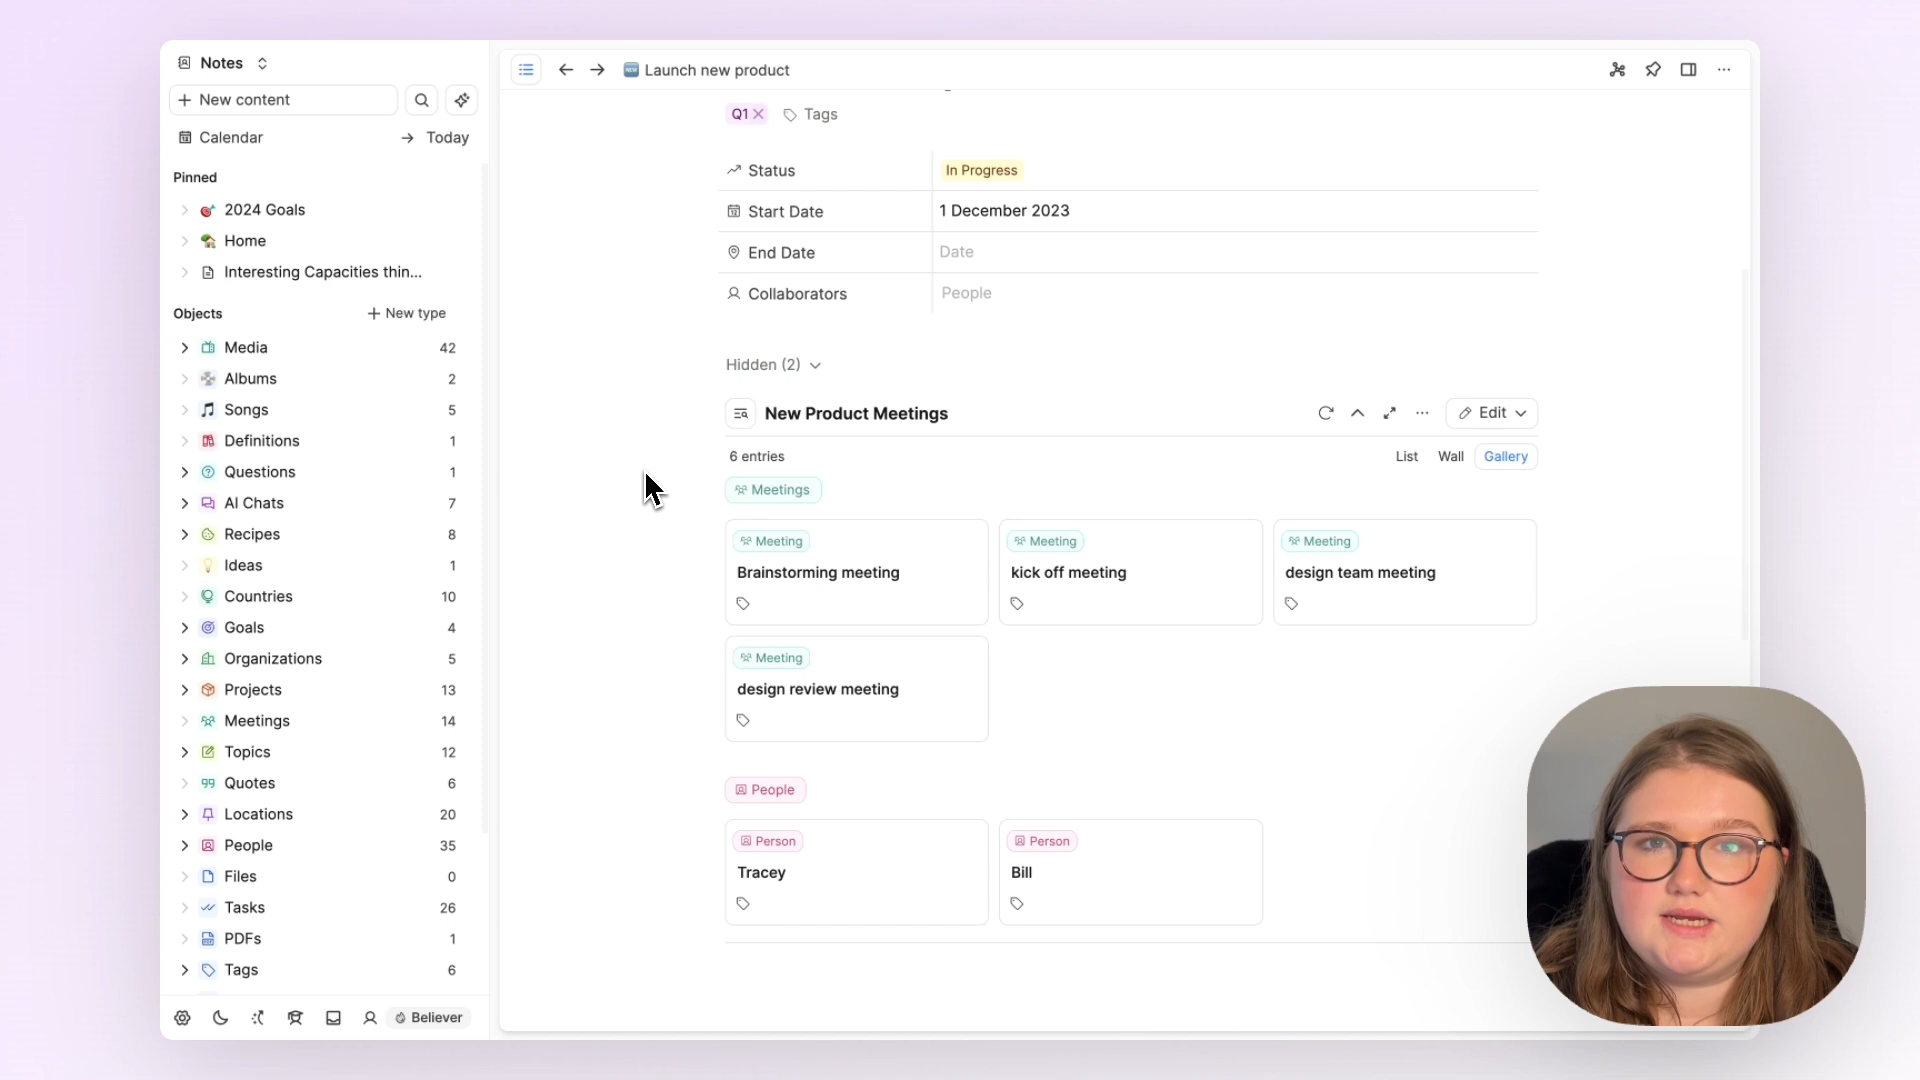 Notes
New content
Calendar
Today
Pinned
2024 Goals
Home
Interesting Capacities thin...
Objects
New type
Media 42
Albums 2
Songs 5
Definitions 1
Questions 1
AI Chats 7
Recipes 8
Ideas 1
Countries 10
Goals 4
Organizations 5
Projects 13
Meetings 14
Topics 12
Quotes 6
Locations 20
People 35
Files 0
Tasks 26
PDFs 1
Tags 6
Believer
Launch new product
Q1 Tags
Status In Progress
Start Date 1 December 2023
End Date Date
Collaborators People
Hidden (2)
New Product Meetings
Edit
6 entries
List Wall Gallery
Meetings
Meeting
Brainstorming meeting
Meeting
kick off meeting
Meeting
design team meeting
Meeting
design review meeting
People
Person
Tracey
Person
Bill